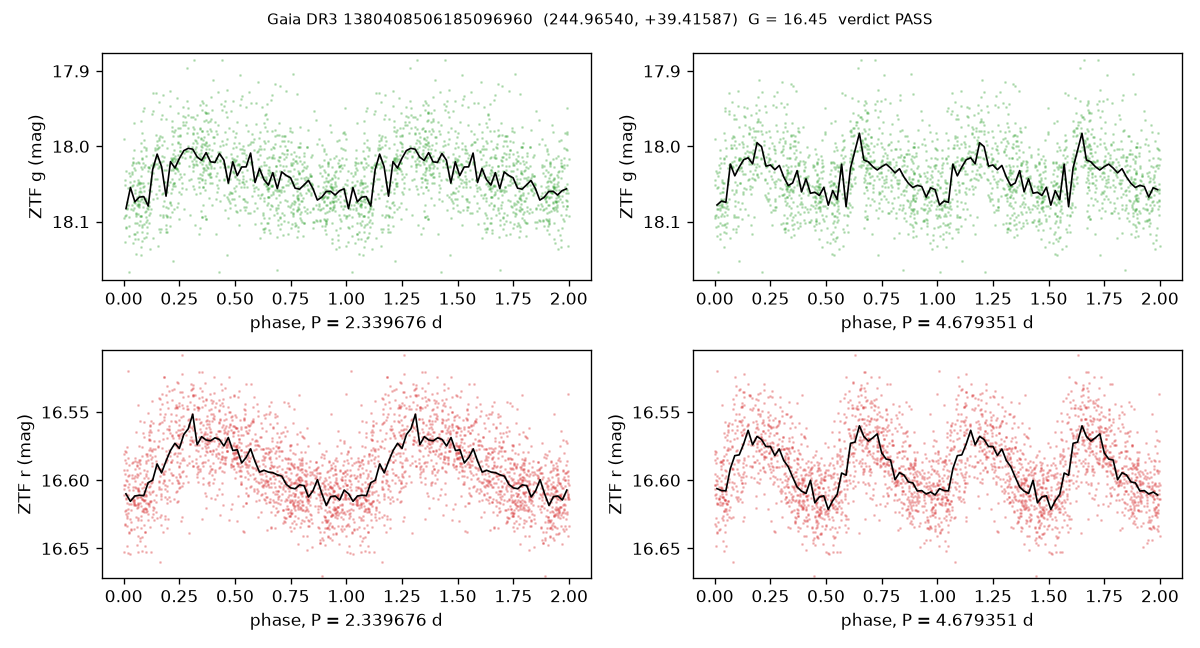 Gaia DR3 1380408506185096960  (244.96540, +39.41587)  G = 16.45  verdict PASS
ZTF g (mag)
17.9
18.0
18.1
0.00 0.25 0.50 0.75 1.00 1.25 1.50 1.75 2.00
phase, P = 2.339676 d
ZTF g (mag)
17.9
18.0
18.1
0.00 0.25 0.50 0.75 1.00 1.25 1.50 1.75 2.00
phase, P = 4.679351 d
ZTF r (mag)
16.55
16.60
16.65
0.00 0.25 0.50 0.75 1.00 1.25 1.50 1.75 2.00
phase, P = 2.339676 d
ZTF r (mag)
16.55
16.60
16.65
0.00 0.25 0.50 0.75 1.00 1.25 1.50 1.75 2.00
phase, P = 4.679351 d